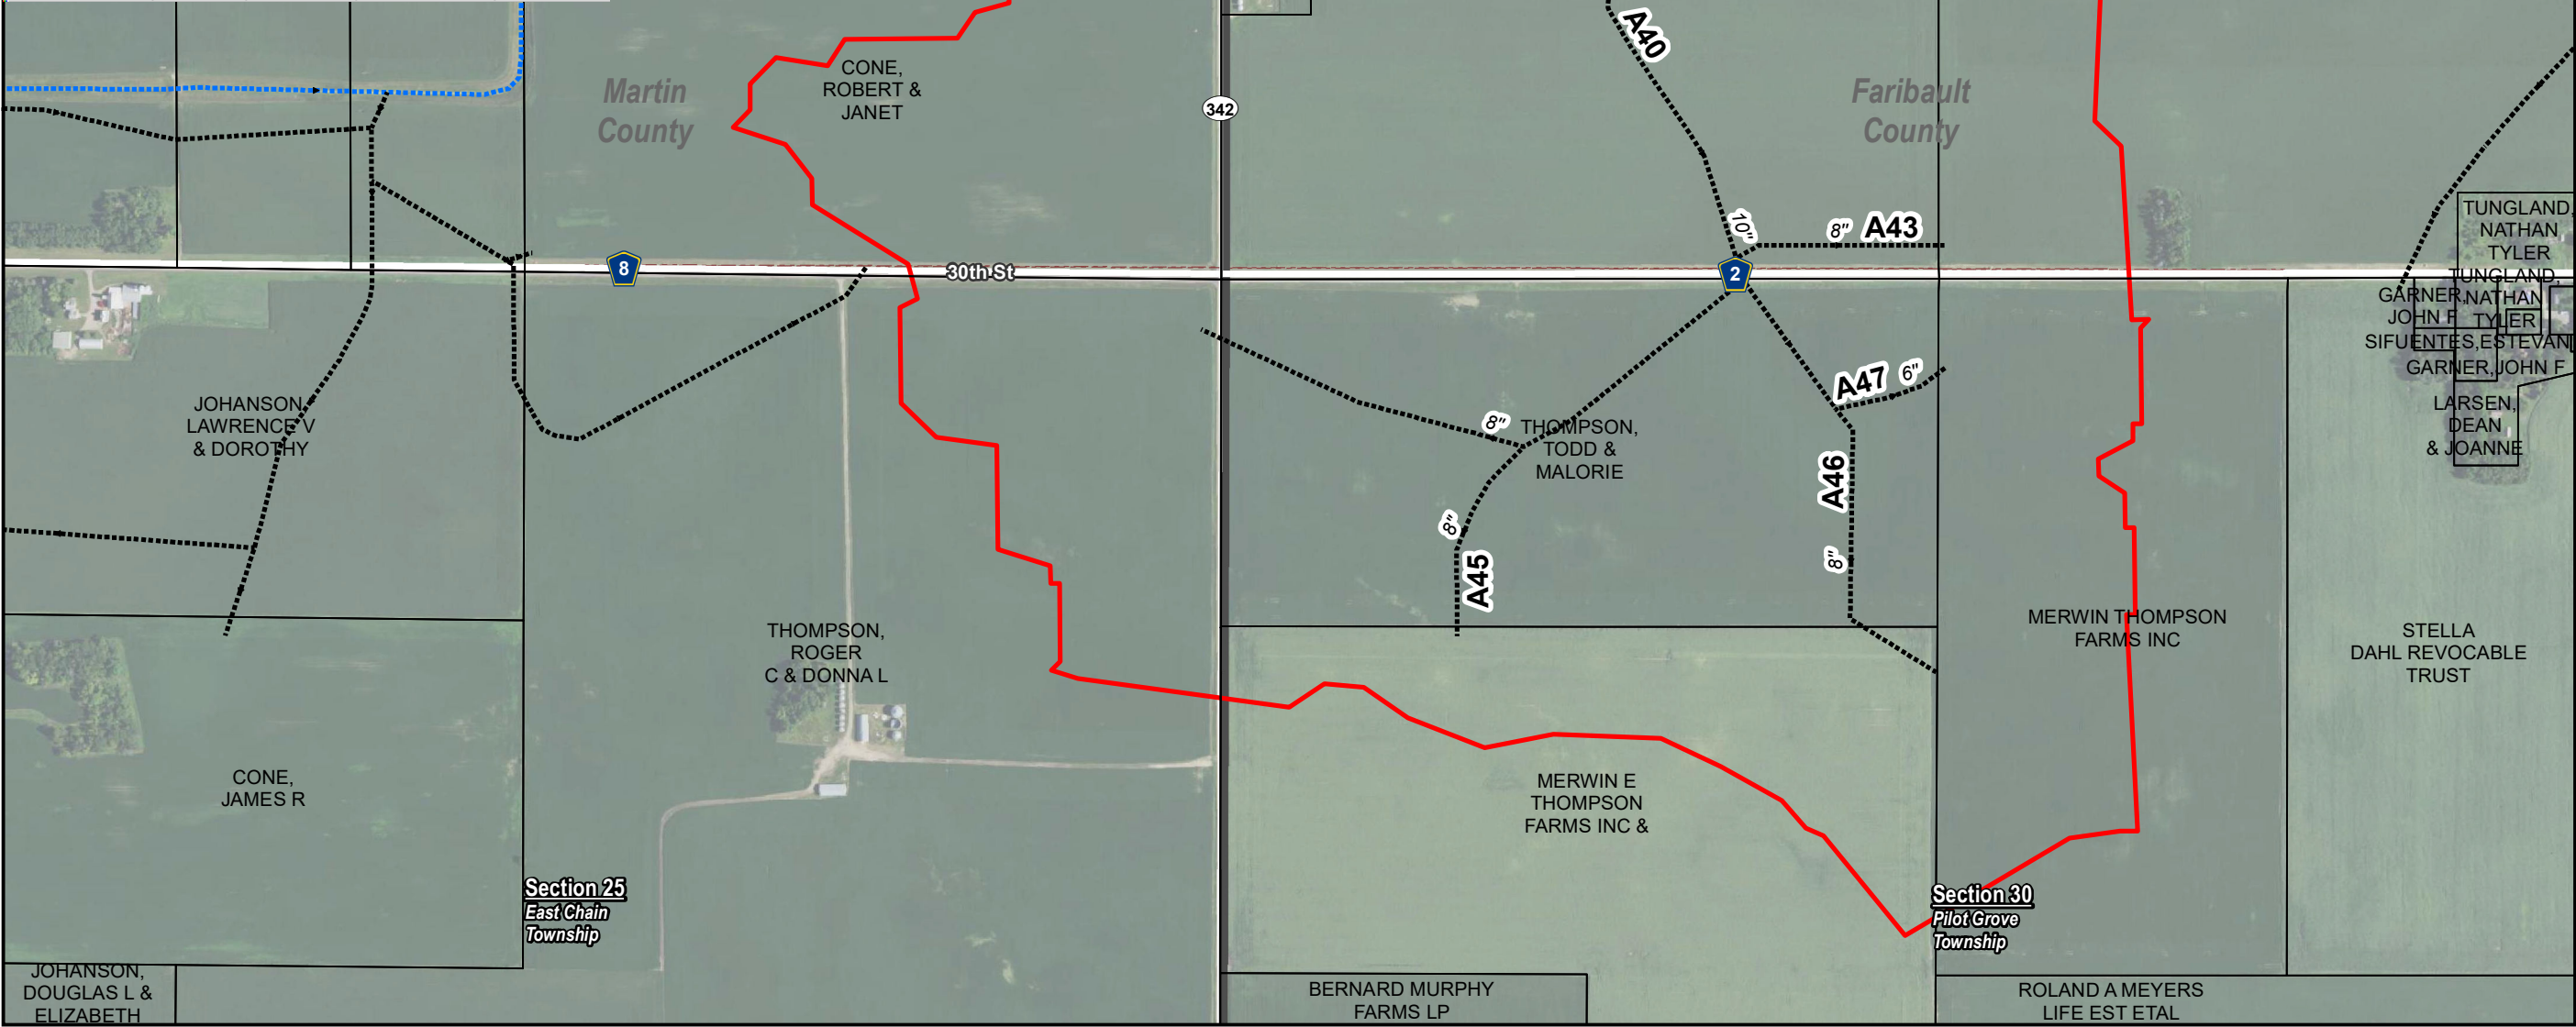 A40
CONE,
ROBERT &
JANET
Martin
County
342
Faribault
County
10"
8" A43
TUNGLAND,
NATHAN
TYLER
8
30th St
2
TUNGLAND,
NATHAN
TYLER
GARNER,
JOHN F
SIFUENTES,ESTEVAN
GARNER,JOHN F
A47 6"
JOHANSON,
LAWRENCE V
& DOROTHY
8"
THOMPSON,
TODD &
MALORIE
LARSEN,
DEAN
& JOANNE
A46
8"
8"
A45
THOMPSON,
ROGER
C & DONNA L
MERWIN THOMPSON
FARMS INC
STELLA
DAHL REVOCABLE
TRUST
CONE,
JAMES R
MERWIN E
THOMPSON
FARMS INC &
Section 25
East Chain
Township
Section 30
Pilot Grove
Township
JOHANSON,
DOUGLAS L &
ELIZABETH
BERNARD MURPHY
FARMS LP
ROLAND A MEYERS
LIFE EST ETAL